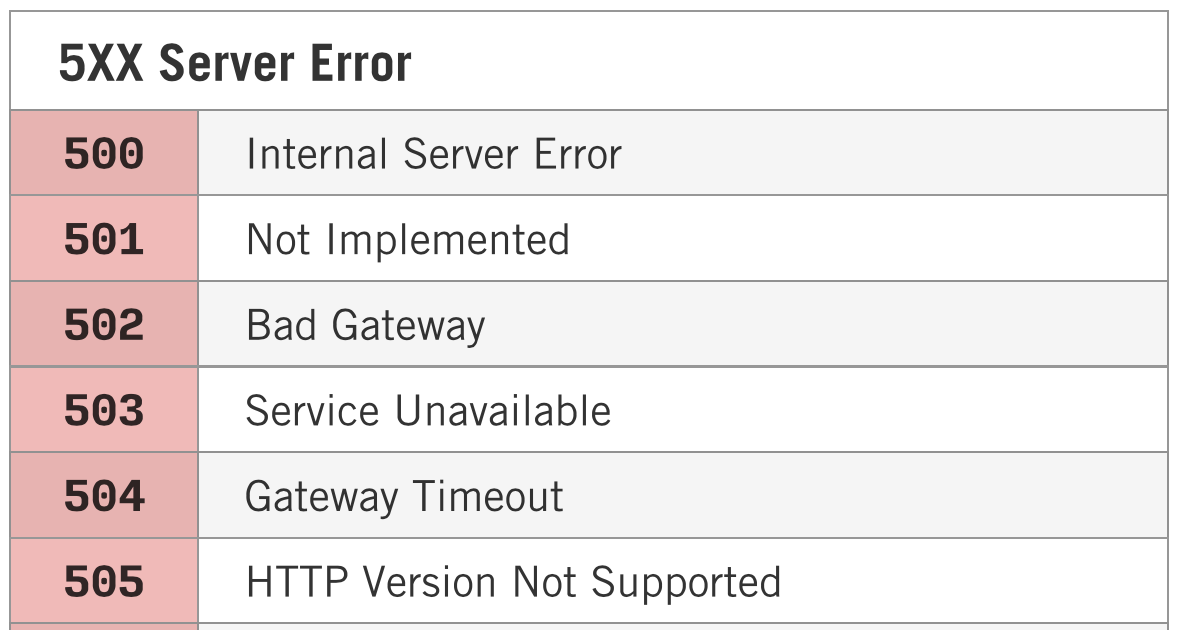 5XX Server Error
500 Internal Server Error
501 Not Implemented
502 Bad Gateway
503 Service Unavailable
504 Gateway Timeout
505 HTTP Version Not Supported